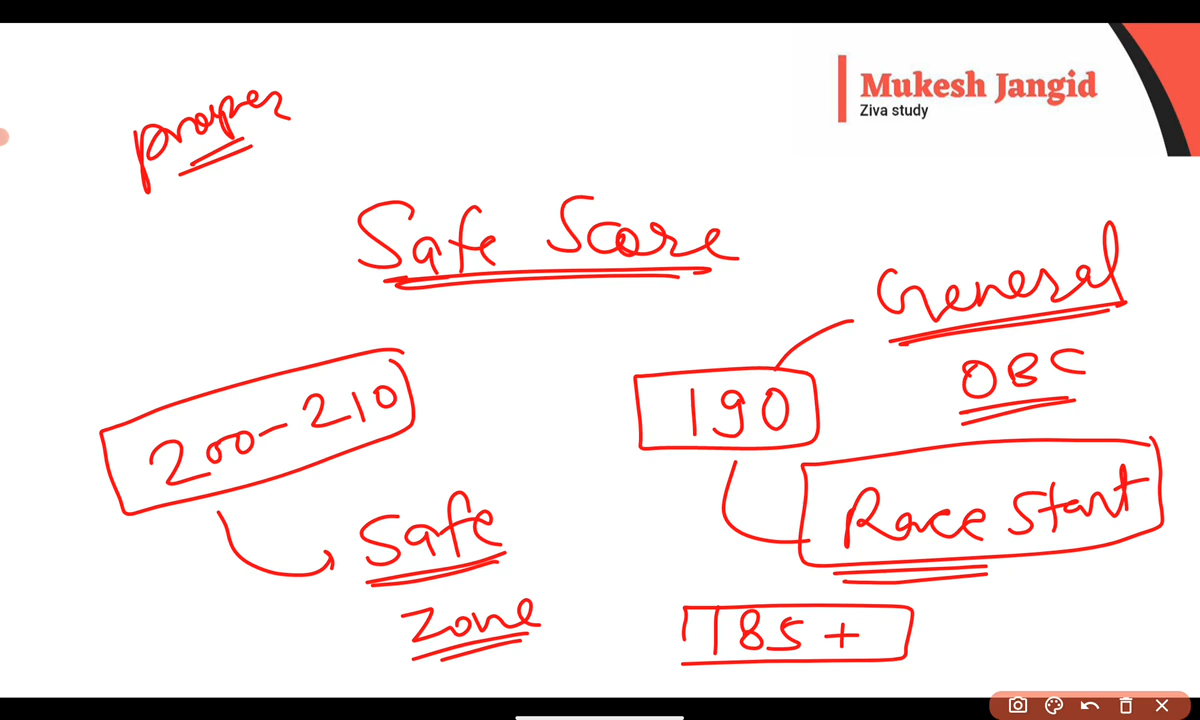 Mukesh Jangid
Ziva study
proper
Safe Score
General
OBC
200-210
190
Safe
Zone
Race Start
185+